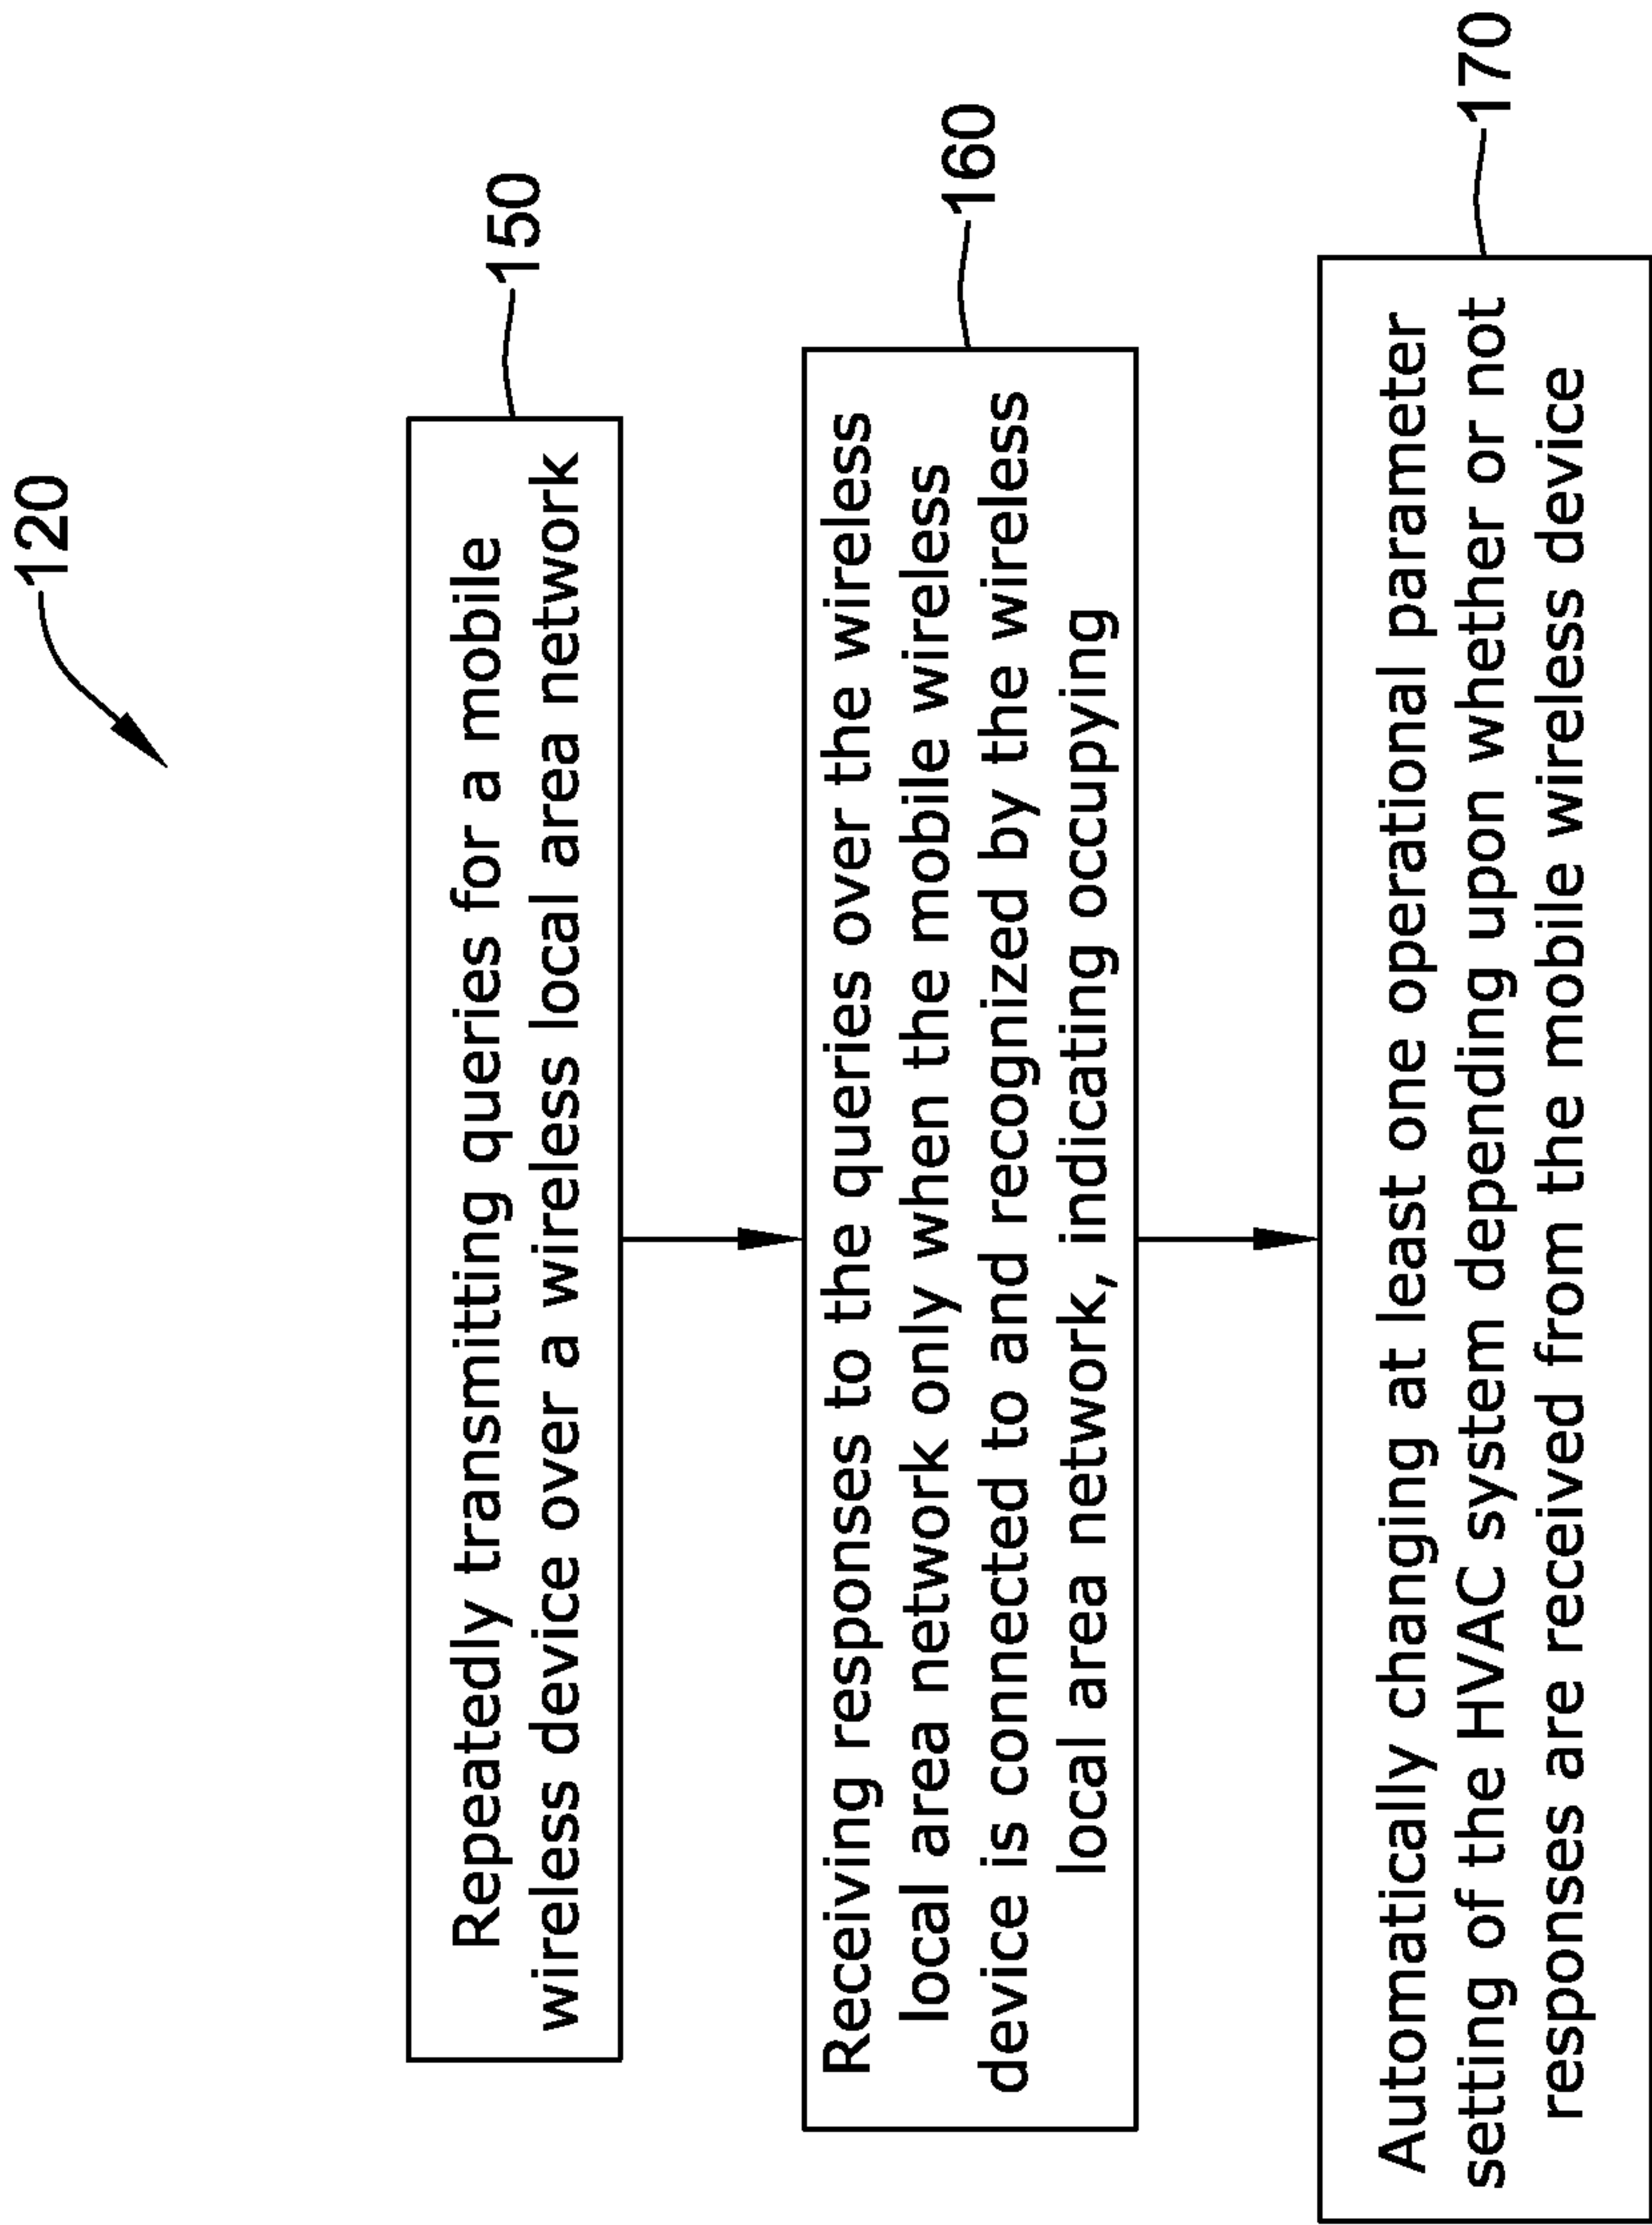 120
150
Repeatedly transmitting queries for a mobile
wireless device over a wireless local area network
160
Receiving responses to the queries over the wireless
local area network only when the mobile wireless
device is connected to and recognized by the wireless
local area network, indicating occupying
170
Automatically changing at least one operational parameter
setting of the HVAC system depending upon whether or not
responses are received from the mobile wireless device